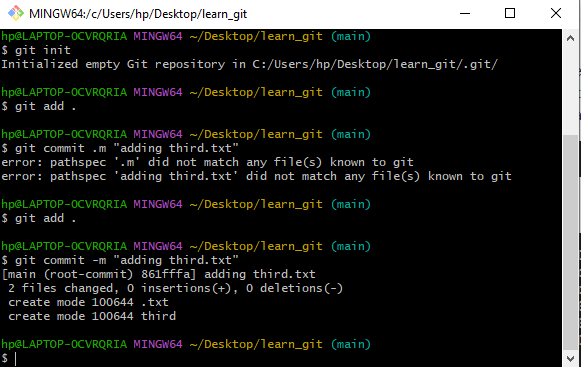 MINGW64:/c/Users/hp/Desktop/learn_git
hp@LAPTOP-OCVRQRIA MINGW64 ~/Desktop/learn_git (main)
$ git init
Initialized empty Git repository in C:/Users/hp/Desktop/learn_git/.git/
hp@LAPTOP-OCVRQRIA MINGW64 ~/Desktop/learn_git (main)
$ git add .
hp@LAPTOP-OCVRQRIA MINGW64 ~/Desktop/learn_git (main)
$ git commit .m "adding third.txt"
error: pathspec '.m' did not match any file(s) known to git
error: pathspec 'adding third.txt' did not match any file(s) known to git
hp@LAPTOP-OCVRQRIA MINGW64 ~/Desktop/learn_git (main)
$ git add .
hp@LAPTOP-OCVRQRIA MINGW64 ~/Desktop/learn_git (main)
$ git commit -m "adding third.txt"
[main (root-commit) 861fffa] adding third.txt
 2 files changed, 0 insertions(+), 0 deletions(-)
 create mode 100644 .txt
 create mode 100644 third
hp@LAPTOP-OCVRQRIA MINGW64 ~/Desktop/learn_git (main)
$